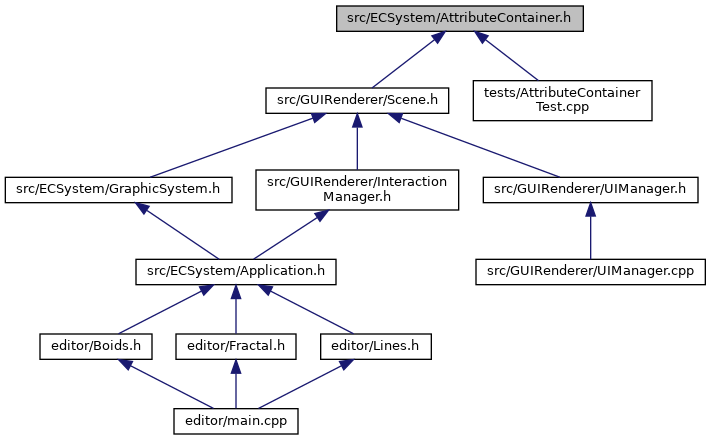 src/ECSystem/AttributeContainer.h
tests/AttributeContainer
Test.cpp
src/GUIRenderer/Scene.h
src/ECSystem/GraphicSystem.h
src/GUIRenderer/Interaction
Manager.h
src/GUIRenderer/UIManager.h
src/ECSystem/Application.h
src/GUIRenderer/UIManager.cpp
editor/Boids.h
editor/Fractal.h
editor/Lines.h
editor/main.cpp